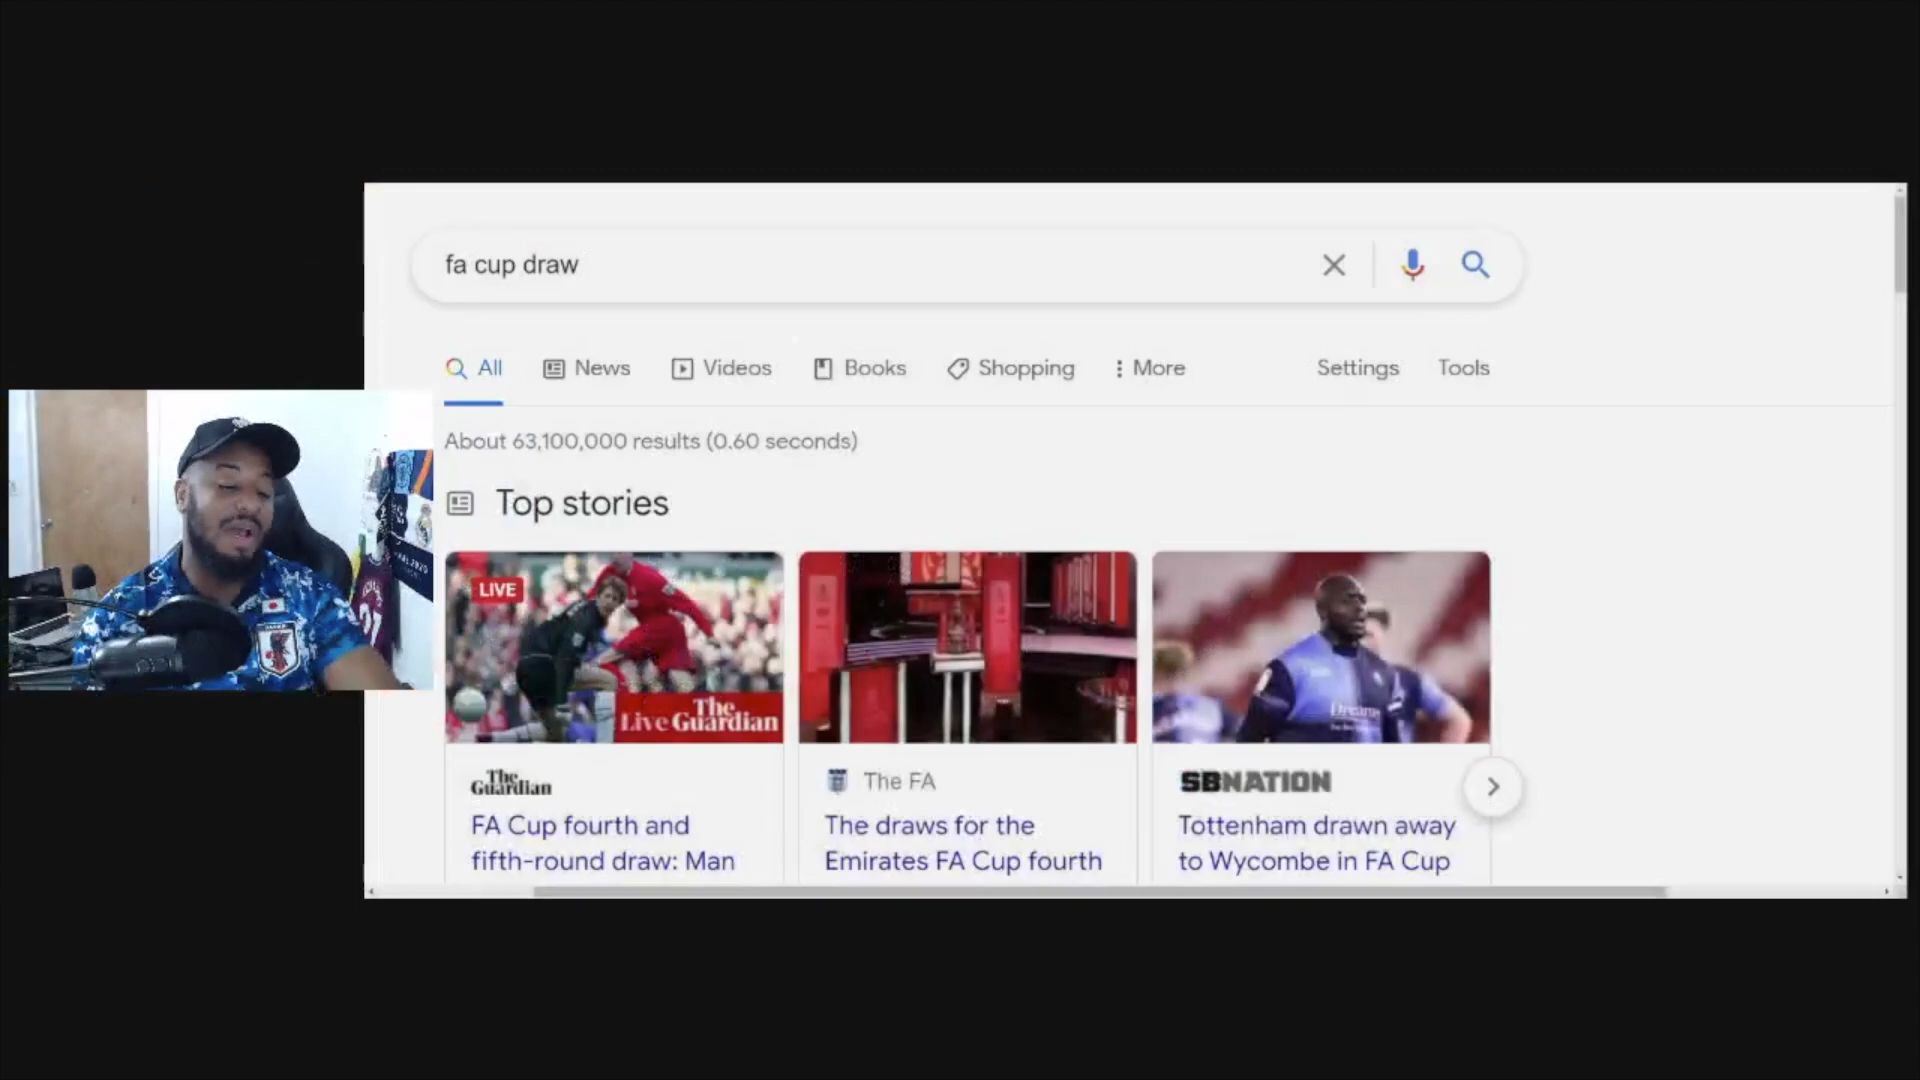 fa cup draw
All
News
Videos
Books
Shopping
More
Settings
Tools
About 63,100,000 results (0.60 seconds)
Top stories
LIVE
The
Live Guardian
The
Guardian
FA Cup fourth and
fifth-round draw: Man
The FA
The draws for the
Emirates FA Cup fourth
Dreams
SBNATION
Tottenham drawn away
to Wycombe in FA Cup